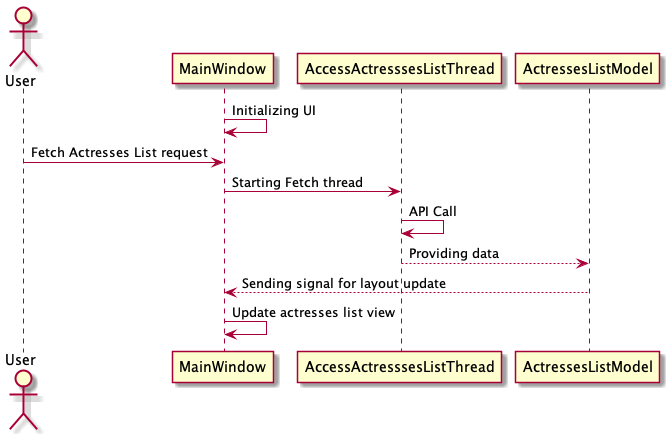 User
MainWindow
AccessActresssesListThread
ActressesListModel
Initializing UI
Fetch Actresses List request
Starting Fetch thread
API Call
Providing data
Sending signal for layout update
Update actresses list view
User
MainWindow
AccessActresssesListThread
ActressesListModel